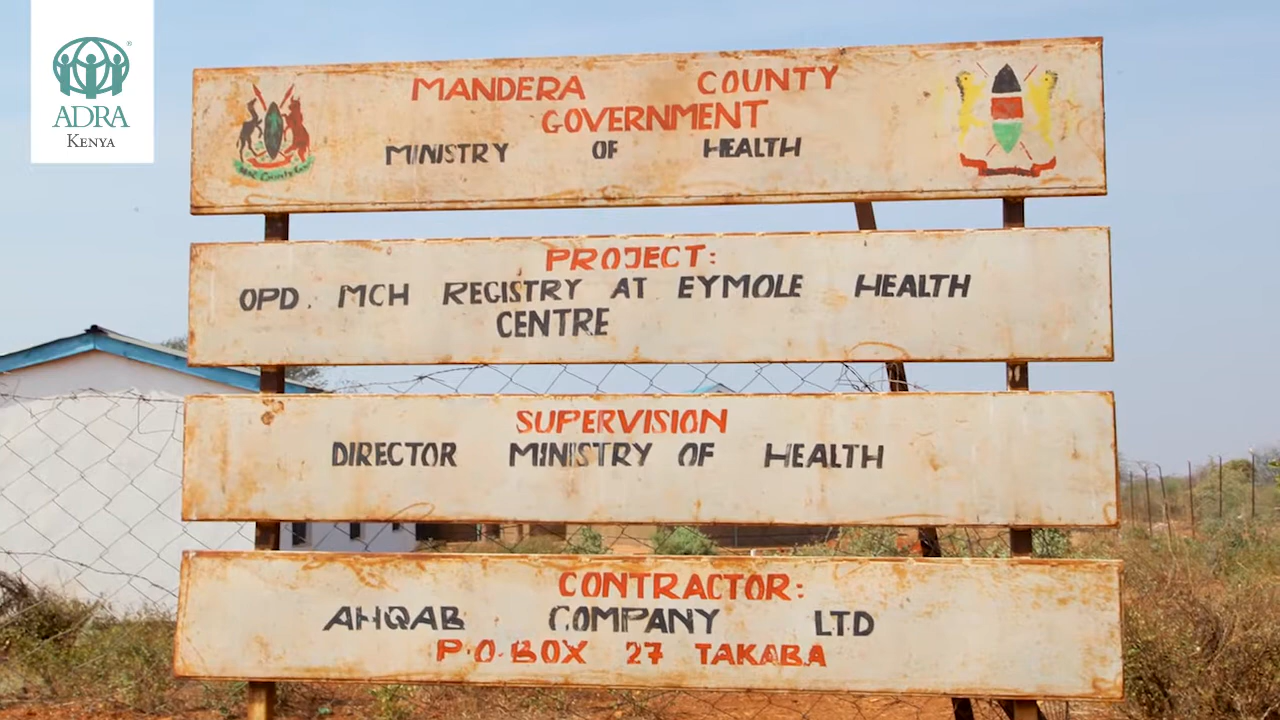 ADRA
KENYA
MANDERA COUNTY
GOVERNMENT
MINISTRY OF HEALTH
PROJECT:
OPD. MCH REGISTRY AT EYMOLE HEALTH
CENTRE
SUPERVISION
DIRECTOR MINISTRY OF HEALTH
CONTRACTOR:
AHQAB COMPANY LTD
P.O.BOX 27 TAKABA